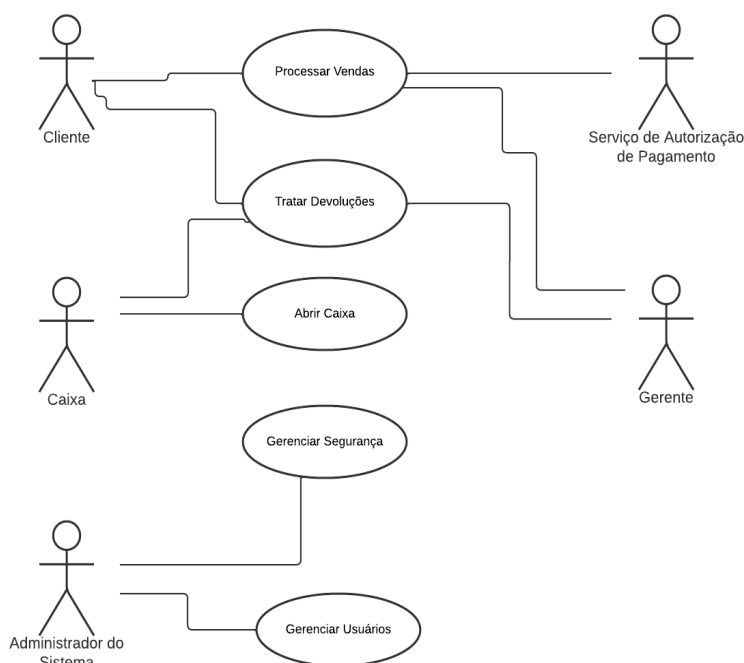 Processar Vendas
Cliente
Serviço de Autorização
de Pagamento
Tratar Devoluções
Abrir Caixa
Caixa
Gerente
Gerenciar Segurança
Gerenciar Usuários
Administrador do
Sistema